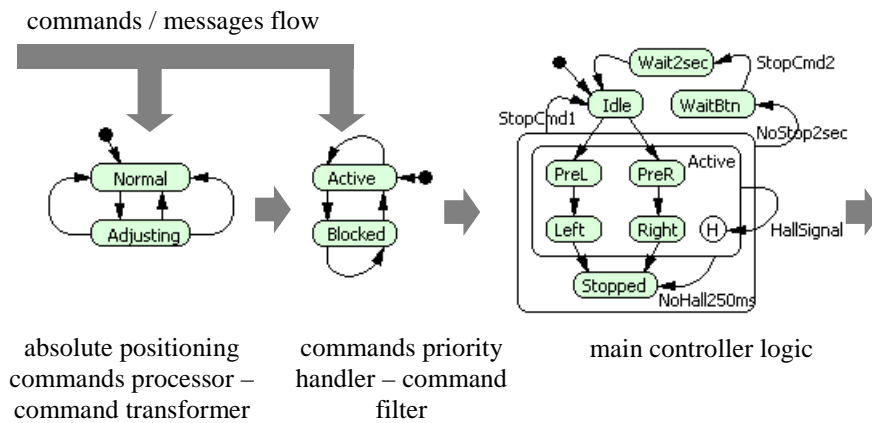 commands / messages flow
Normal
Adjusting
Active
Blocked
Wait2sec
StopCmd2
Idle
WaitBtn
StopCmd1
NoStop2sec
Active
PreL
PreR
Left
Right
H
HallSignal
Stopped
NoHall250ms
absolute positioning
commands processor –
command transformer
commands priority
handler – command
filter
main controller logic